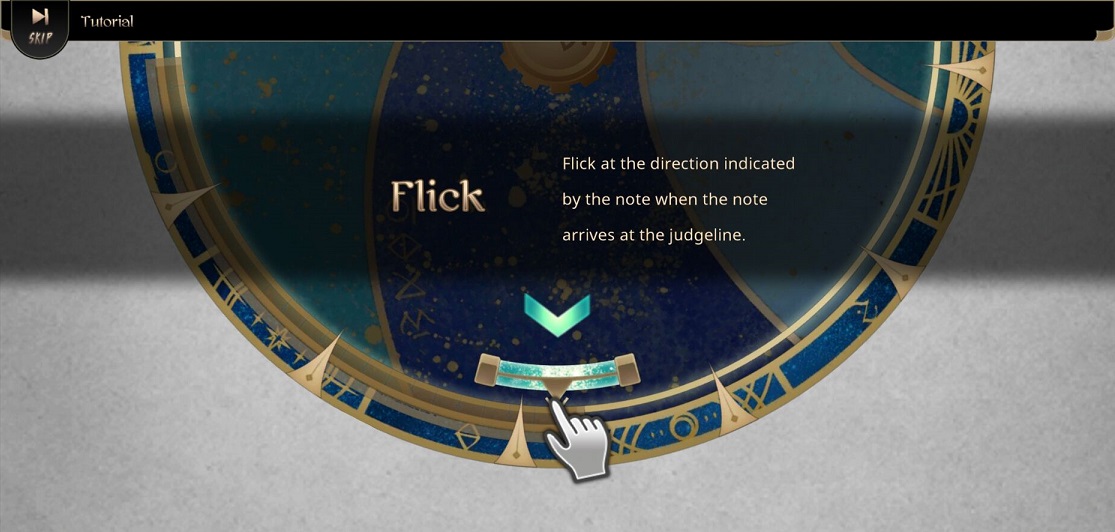 SKIP
Tutorial
Flick
Flick at the direction indicated
by the note when the note
arrives at the judgeline.